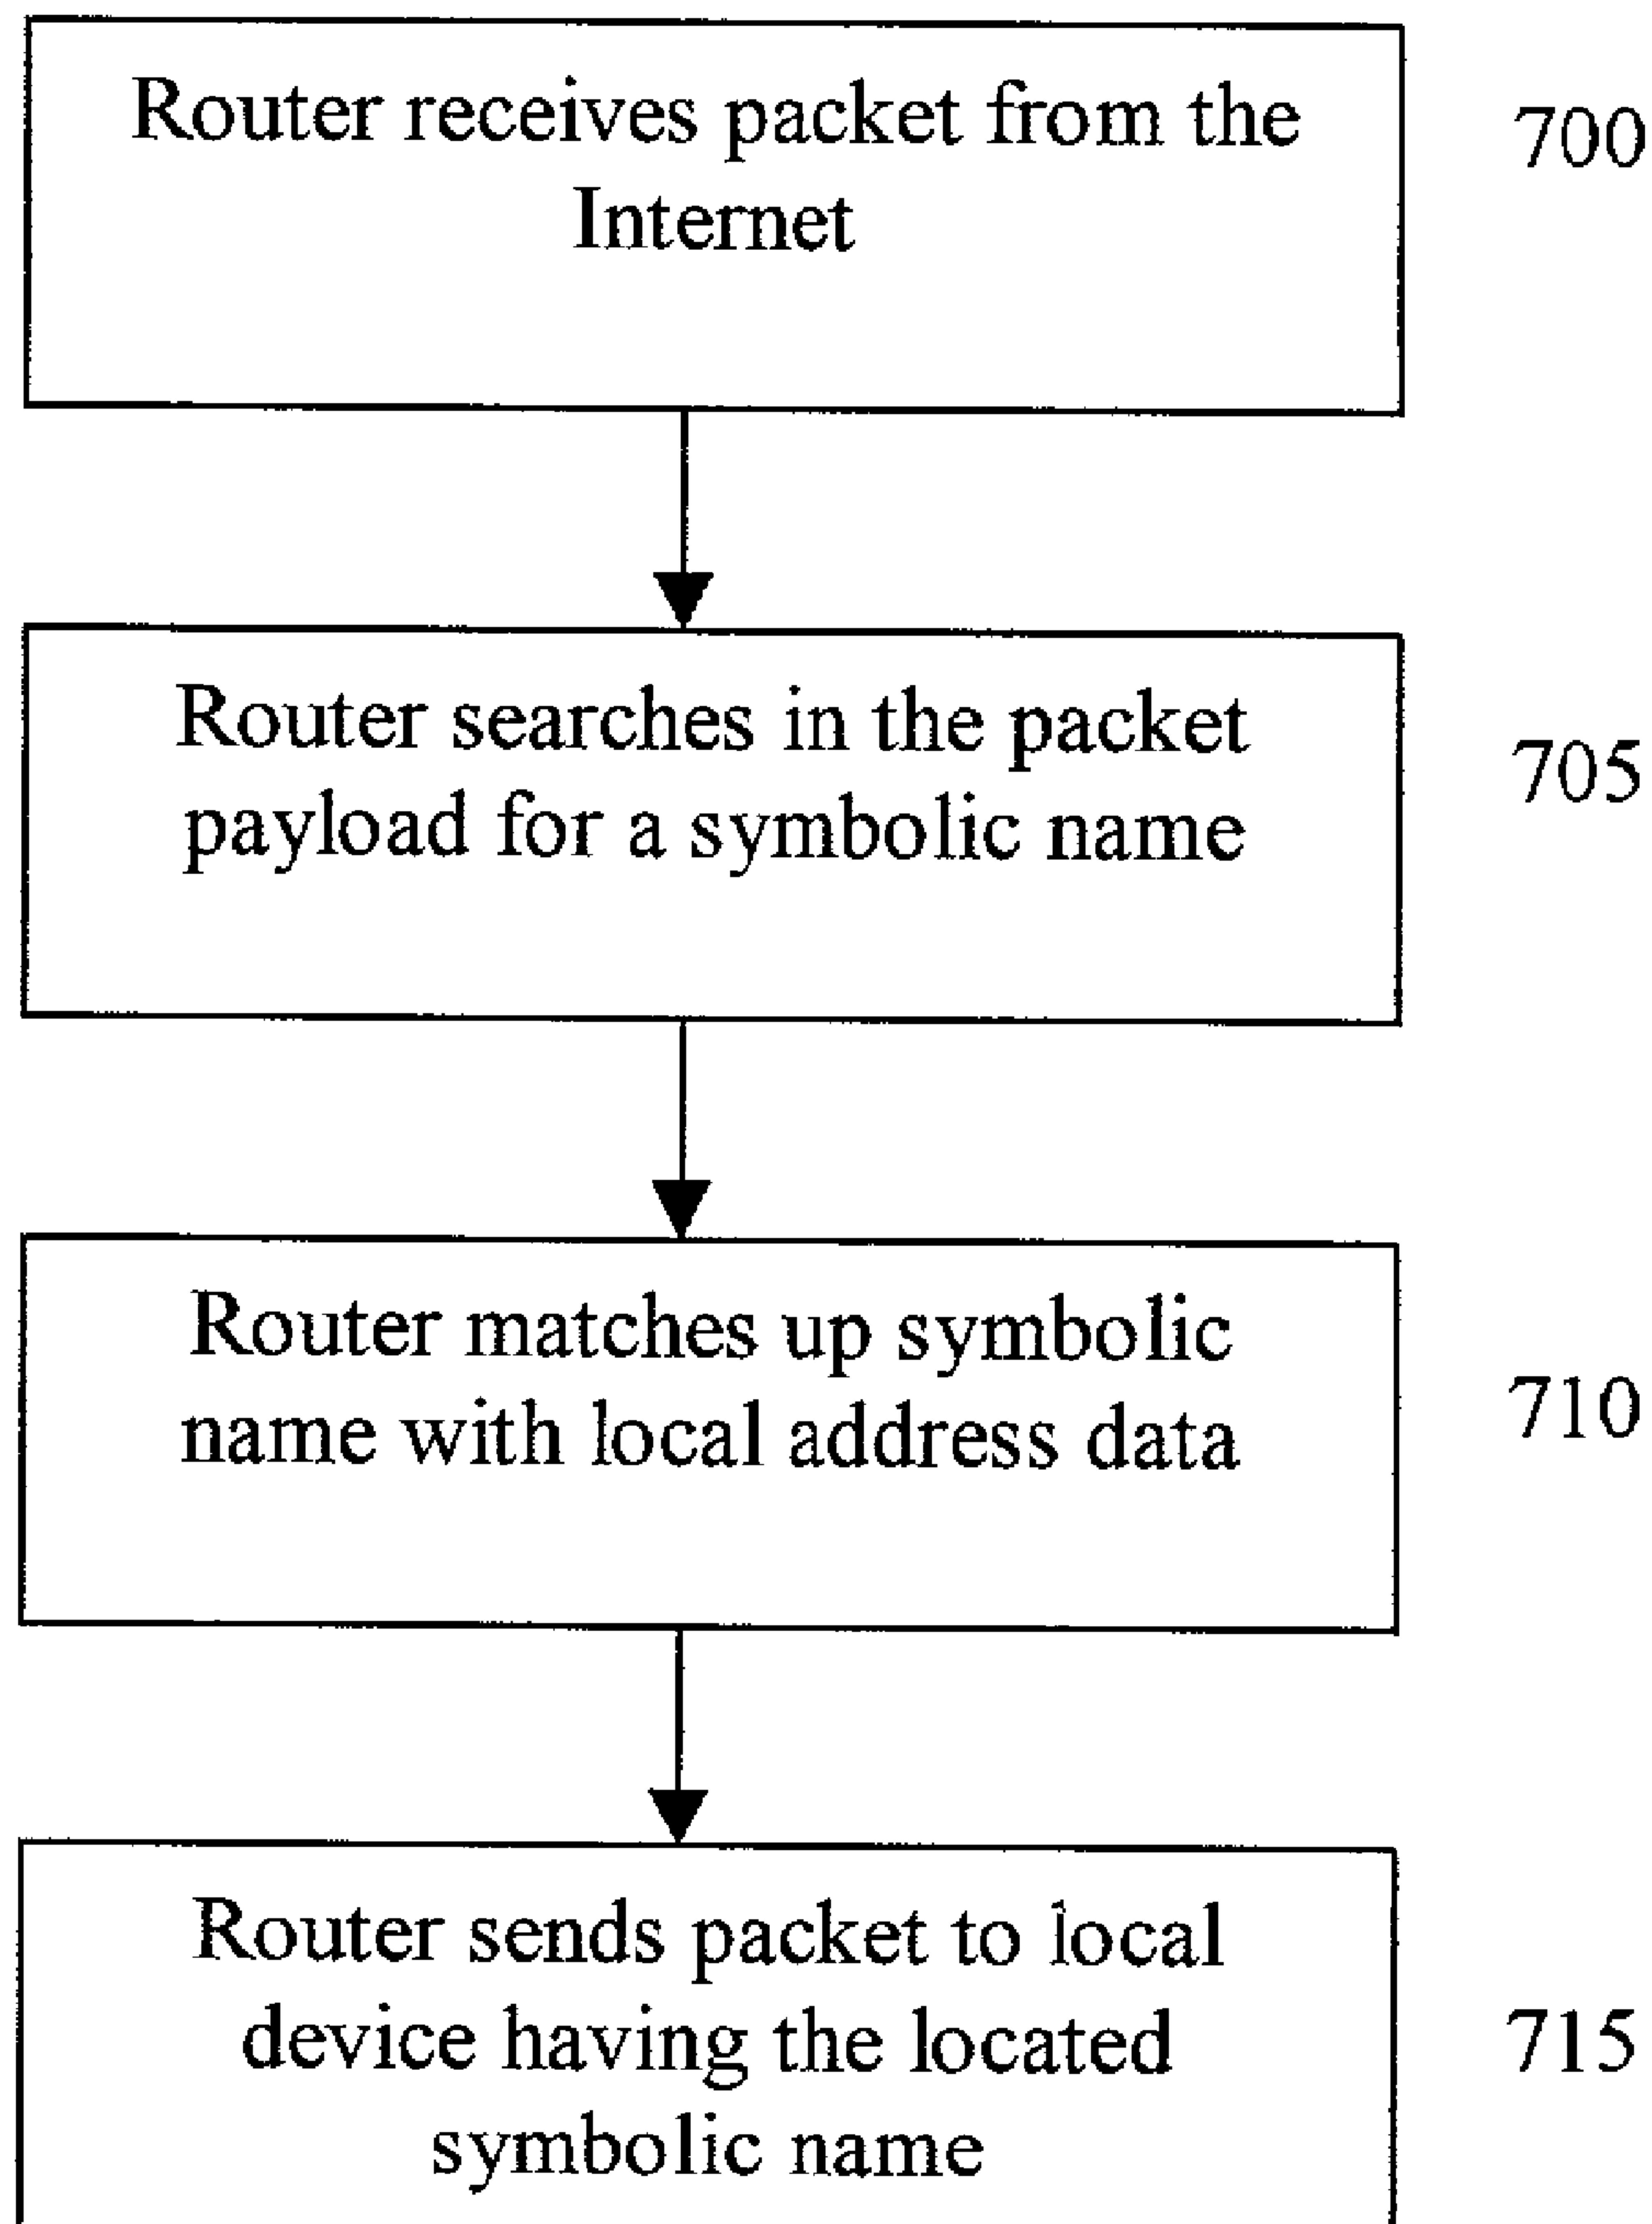 Router receives packet from the
Internet
700
Router searches in the packet
payload for a symbolic name
705
Router matches up symbolic
name with local address data
710
Router sends packet to local
device having the located
symbolic name
715